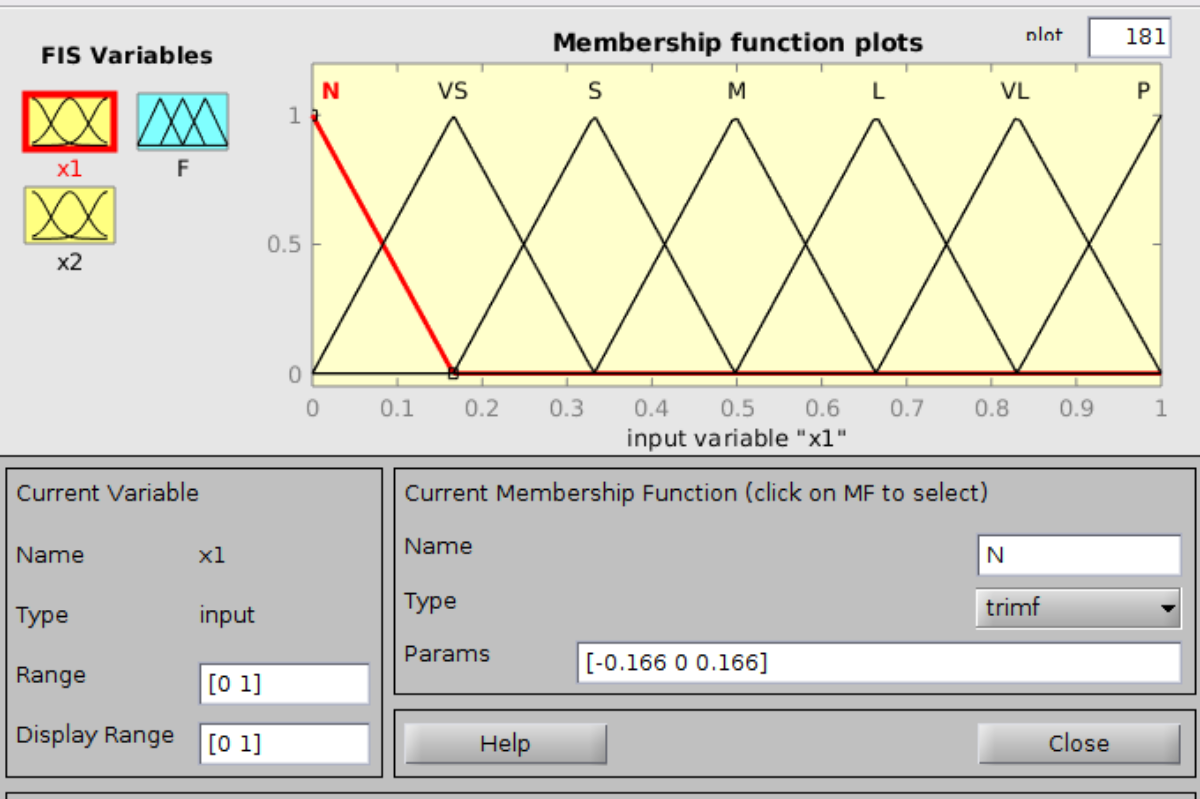 FIS Variables
Membership function plots
plot
181
x1
F
x2
N
VS
S
M
L
VL
P
1
0.5
0
0
0.1
0.2
0.3
0.4
0.5
0.6
0.7
0.8
0.9
1
input variable "x1"
Current Variable
Name x1
Type input
Range [0 1]
Display Range [0 1]
Current Membership Function (click on MF to select)
Name N
Type trimf
Params [-0.166 0 0.166]
Help
Close